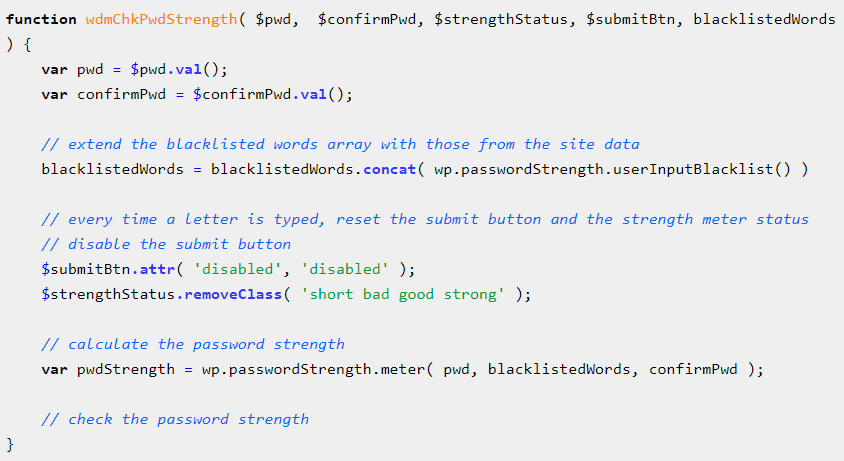 function wdmChkPwdStrength( $pwd,  $confirmPwd, $strengthStatus, $submitBtn, blacklistedWords
) {
    var pwd = $pwd.val();
    var confirmPwd = $confirmPwd.val();

    // extend the blacklisted words array with those from the site data
    blacklistedWords = blacklistedWords.concat( wp.passwordStrength.userInputBlacklist() )

    // every time a letter is typed, reset the submit button and the strength meter status
    // disable the submit button
    $submitBtn.attr( 'disabled', 'disabled' );
    $strengthStatus.removeClass( 'short bad good strong' );

    // calculate the password strength
    var pwdStrength = wp.passwordStrength.meter( pwd, blacklistedWords, confirmPwd );

    // check the password strength
}